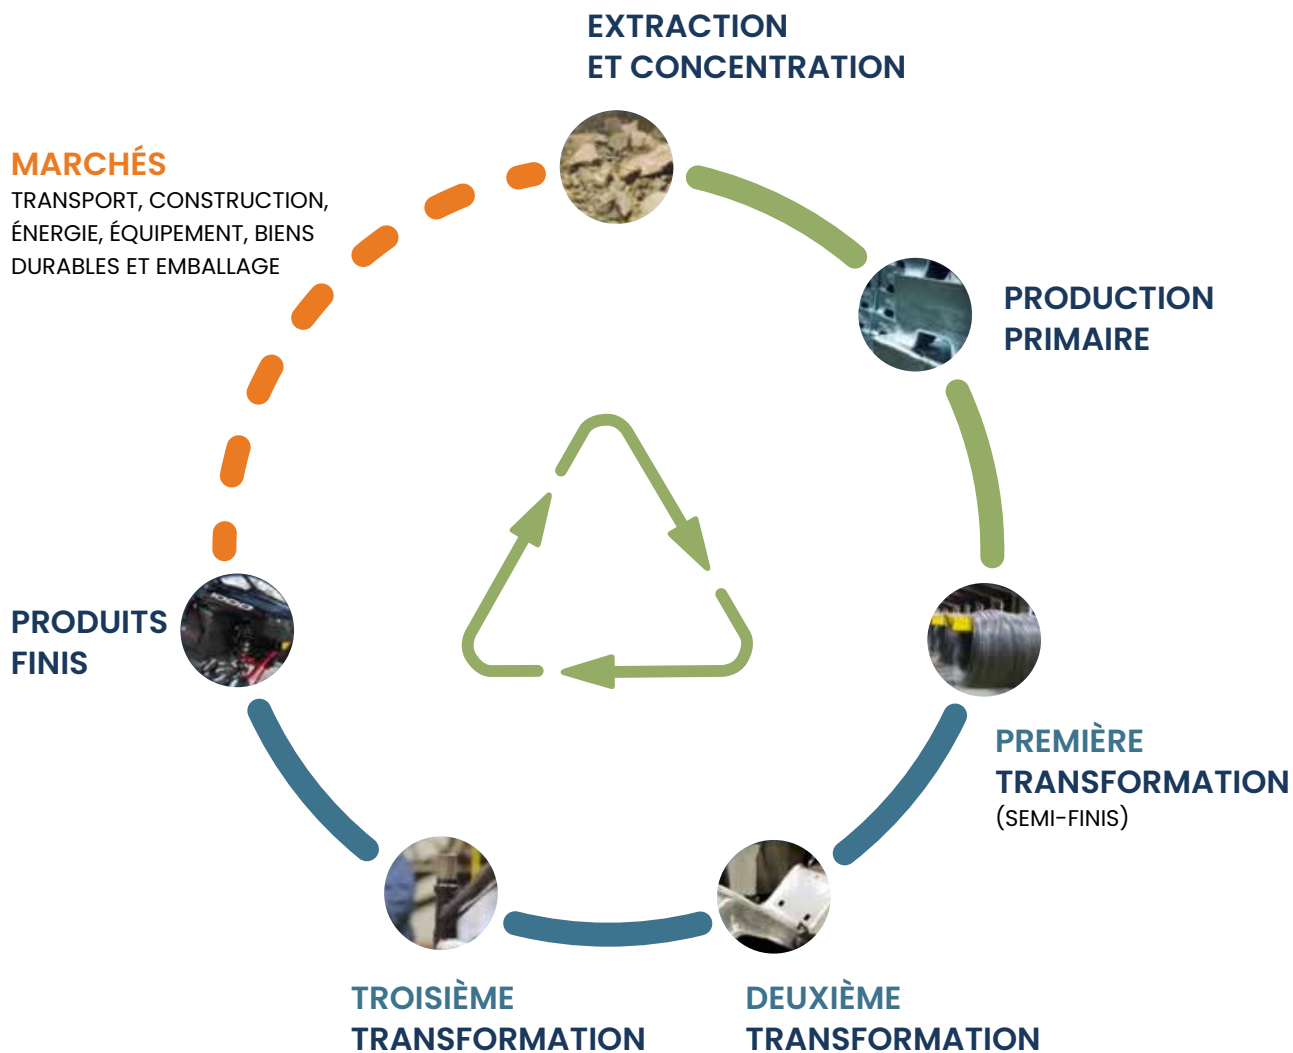 EXTRACTION
ET CONCENTRATION
MARCHÉS
TRANSPORT, CONSTRUCTION,
ÉNERGIE, ÉQUIPEMENT, BIENS
DURABLES ET EMBALLAGE
PRODUCTION
PRIMAIRE
PRODUITS
FINIS
PREMIÈRE
TRANSFORMATION
(SEMI-FINIS)
TROISIÈME
TRANSFORMATION
DEUXIÈME
TRANSFORMATION